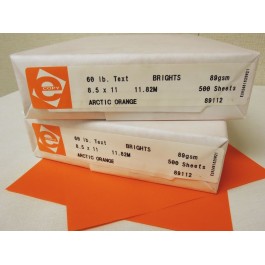 60 lb. Text BRIGHTS 89gsm
8.5 x 11 11.82M 500 Sheets
ARCTIC ORANGE 89112
60 lb. Text BRIGHTS 89gsm
8.5 x 11 11.82M 500 Sheets
ARCTIC ORANGE 89112